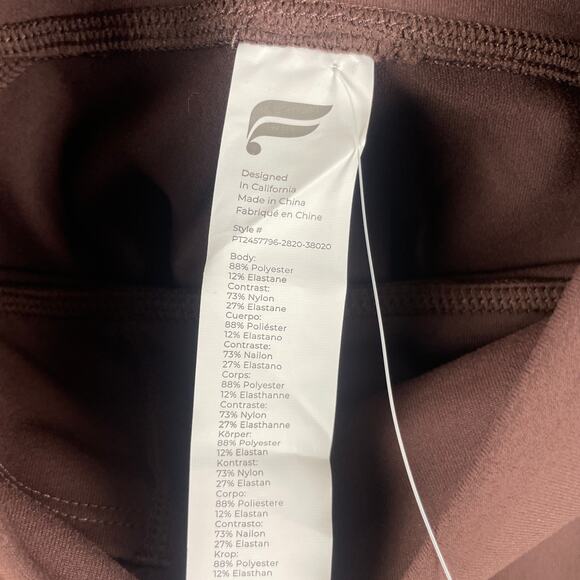 Designed
In California
Made in China
Fabriqué en Chine
Style #
PT2457796-2820-38020
Body:
88% Polyester
12% Elastane
Contrast:
73% Nylon
27% Elastane
Cuerpo:
88% Poliéster
12% Elastano
Contraste:
73% Nailon
27% Elastano
Corps:
88% Polyester
12% Elasthanne
Contraste:
73% Nylon
27% Elasthanne
Körper:
88% Polyester
12% Elastan
Kontrast:
73% Nylon
27% Elastan
Corpo:
88% Poliestere
12% Elastan
Contrasto:
73% Nailon
27% Elastan
Krop:
88% Polyester
12% Elasthan